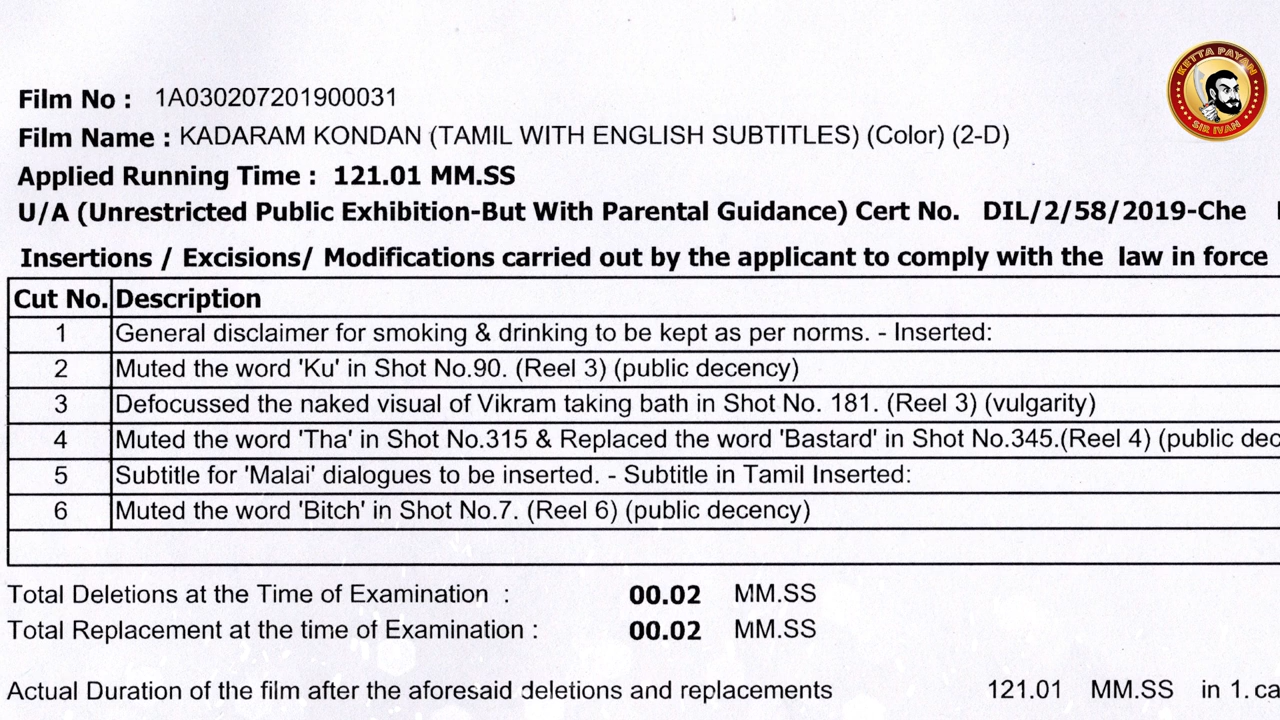 KETTA PAYAN
SIR IVAN
Film No : 1A030207201900031
Film Name : KADARAM KONDAN (TAMIL WITH ENGLISH SUBTITLES) (Color) (2-D)
Applied Running Time : 121.01 MM.SS
U/A (Unrestricted Public Exhibition-But With Parental Guidance) Cert No. DIL/2/58/2019-Che
Insertions / Excisions/ Modifications carried out by the applicant to comply with the law in force
Cut No. Description
1 General disclaimer for smoking & drinking to be kept as per norms. - Inserted:
2 Muted the word 'Ku' in Shot No.90. (Reel 3) (public decency)
3 Defocussed the naked visual of Vikram taking bath in Shot No. 181. (Reel 3) (vulgarity)
4 Muted the word 'Tha' in Shot No.315 & Replaced the word 'Bastard' in Shot No.345.(Reel 4) (public dec
5 Subtitle for 'Malai' dialogues to be inserted. - Subtitle in Tamil Inserted:
6 Muted the word 'Bitch' in Shot No.7. (Reel 6) (public decency)
Total Deletions at the Time of Examination : 00.02 MM.SS
Total Replacement at the time of Examination : 00.02 MM.SS
Actual Duration of the film after the aforesaid deletions and replacements 121.01 MM.SS in 1. ca